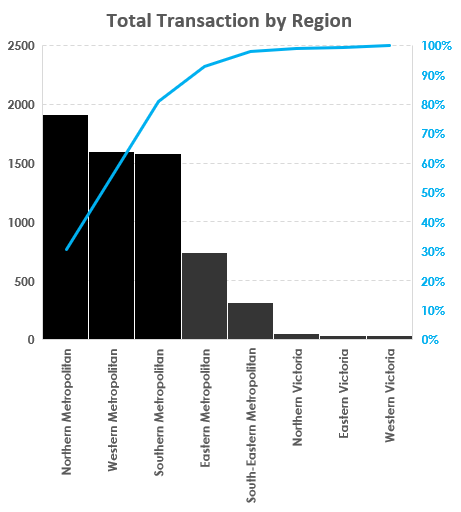 Total Transaction by Region
2500
2000
1500
1000
500
0
100%
90%
80%
70%
60%
50%
40%
30%
20%
10%
0%
Northern Metropolitan
Western Metropolitan
Southern Metropolitan
Eastern Metropolitan
South-Eastern Metropolitan
Northern Victoria
Eastern Victoria
Western Victoria